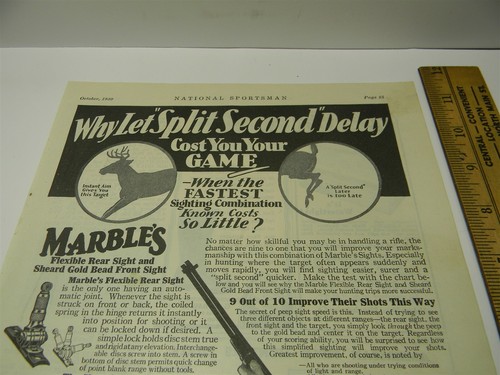 October, 1930
NATIONAL SPORTSMAN
Page 33
Why Let "Split Second" Delay
Cost You Your
GAME
Instant Aim
Gives You
this Target
A "Split Second"
Later
is Too Late
—When the
FASTEST
Sighting Combination
Known Costs
So Little?
MARBLE'S
Flexible Rear Sight and
Sheard Gold Bead Front Sight
Marble's Flexible Rear Sight
is the only one having an auto-
matic joint. Whenever the sight is
struck on front or back, the coiled
spring in the hinge returns it instantly
into position for shooting or it
can be locked down if desired. A
simple lock holds disc stem true
and rigid at any elevation. Interchange-
able discs screw into stem. A screw in
bottom of disc stem permits quick change
of point blank range without tools.
No matter how skillful you may be in handling a rifle, the
chances are nine to one that you will improve your marks-
manship with this combination of Marble's Sights. Especially
in hunting where the target often appears suddenly and
moves rapidly, you will find sighting easier, surer and a
"split second" quicker. Make the test with the chart be-
low and you will see why the Marble Flexible Rear Sight and Sheard
Gold Bead Front Sight will make your hunting trips more successful.
9 Out of 10 Improve Their Shots This Way
The secret of peep sight speed is this. Instead of trying to see
three objects at different ranges—the rear sight, the
front sight and the target, you simply look through the peep
to the gold bead and center it on the target. Regardless
of your scoring ability, you will be surprised to see how
this simplified sighting will improve your shots.
Greatest improvement, of course, is noted by
—All who are shooting under trying conditions
of light and range.
12
11
10
9
8
7
CENTRAL
LOCATION
MAIN ST.